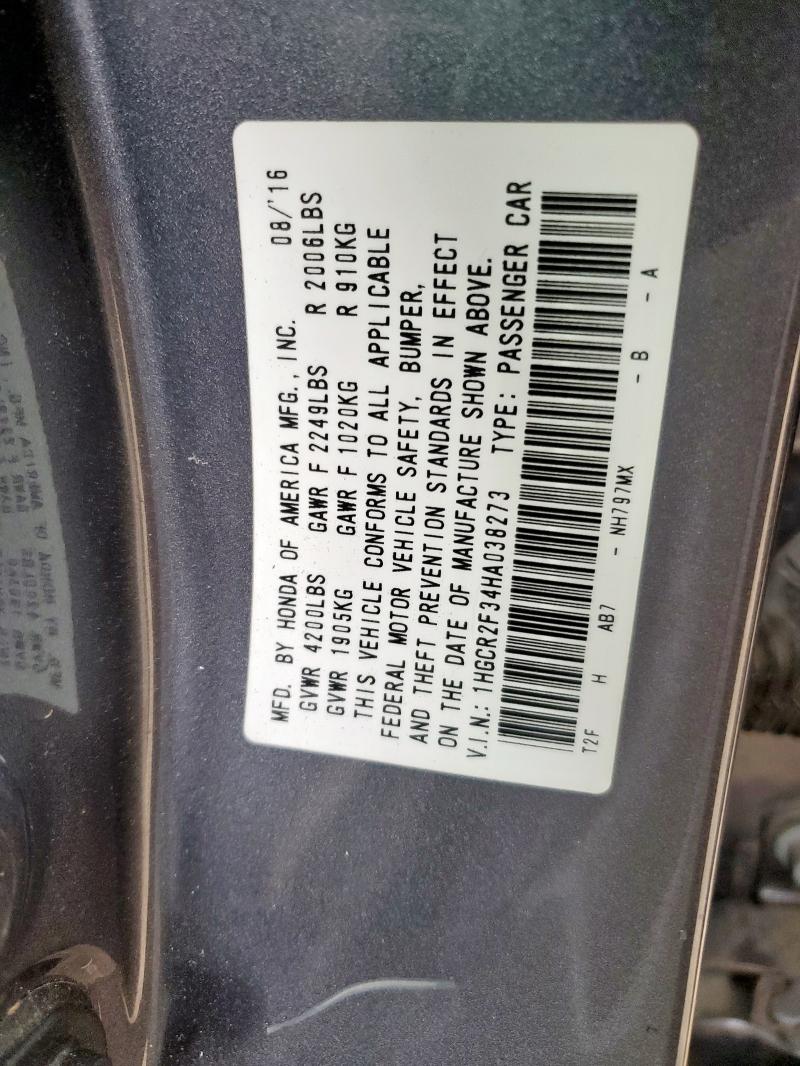 MFD. BY HONDA OF AMERICA MFG., INC. 08/'16
GVWR 4200LBS GAWR F 2249LBS R 2006LBS
GVWR 1905KG GAWR F 1020KG R 910KG
THIS VEHICLE CONFORMS TO ALL APPLICABLE
FEDERAL MOTOR VEHICLE SAFETY, BUMPER,
AND THEFT PREVENTION STANDARDS IN EFFECT
ON THE DATE OF MANUFACTURE SHOWN ABOVE.
V.I.N.: 1HGCR2F34HA038273 TYPE: PASSENGER CAR
T2F H AB7 - NH797MX - B - A